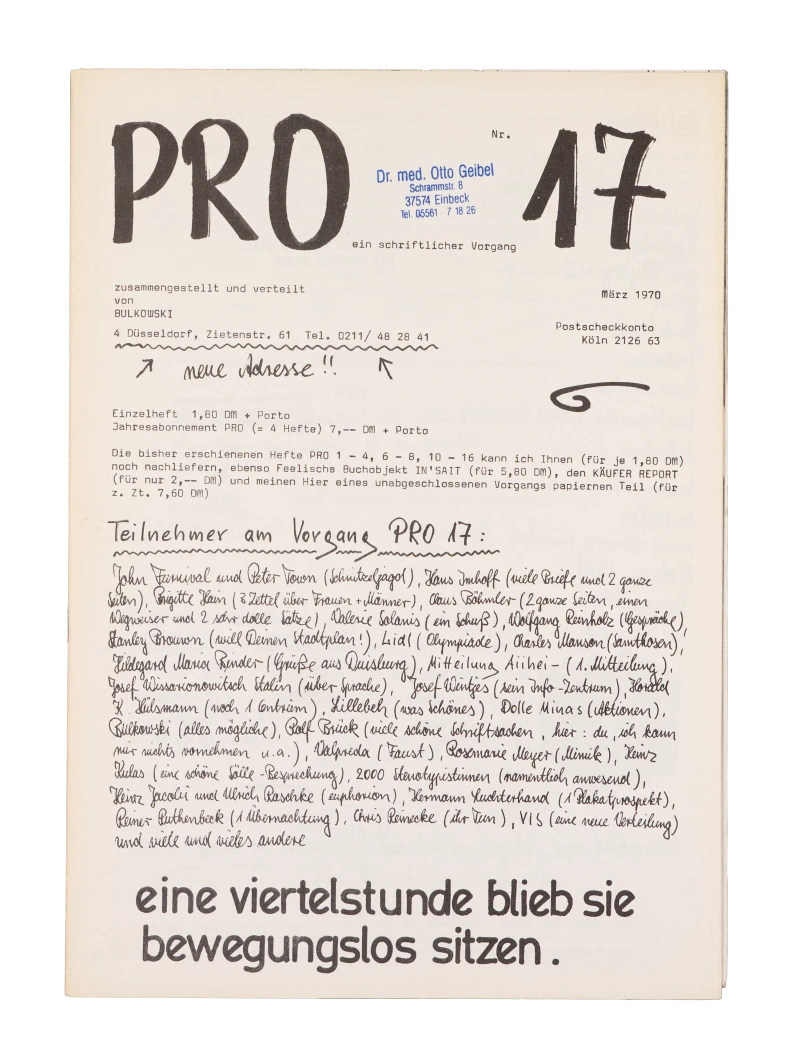 PRO Nr. 17
Dr. med. Otto Geibel
Schrammstr. 8
37574 Einbeck
Tel. 05561 - 7 18 26
ein schriftlicher Vorgang
zusammengestellt und verteilt
von
BULKOWSKI
4 Düsseldorf, Zietenstr. 61 Tel. 0211/ 48 28 41
neue Adresse!!
März 1970
Postscheckkonto
Köln 2126 63
Einzelheft 1,80 DM + Porto
Jahresabonnement PRO (= 4 Hefte) 7,-- DM + Porto
Die bisher erschienenen Hefte PRO 1 - 4, 6 - 8, 10 - 16 kann ich Ihnen (für je 1,80 DM)
noch nachliefern, ebenso Feelischs Buchobjekt IN'SAIT (für 5,80 DM), den KÄUFER REPORT
(für nur 2,-- DM) und meinen Hier eines unabgeschlossenen Vorgangs papiernen Teil (für
z. Zt. 7,60 DM)
Teilnehmer am Vorgang PRO 17:
John Furnival und Peter Town (Schnitzeljagd), Hans Imhoff (viele Briefe und 2 ganze
Seiten), Brigitte Hain (8 Zettel über Frauen + Männer), Claus Böhmler (2 ganze Seiten, einen
Wegweiser und 2 sehr dolle Sätze), Valerie Solanis (ein Schuß), Wolfgang Reinholz (Gespräche),
Stanley Brouwn (will Deinen Stadtplan!), Lidl (Olympiade), Charles Manson (Samthosen),
Hildegard Maria Render (Grüße aus Duisburg), Mitteilung Aiihei- (1. Mitteilung),
Josef Wissarionowitsch Stalin (über Sprache), Josef Wintjes (sein Info-Zentrum), Harald
K. Hülsmann (noch 1 Centrum), Lillebeh (was Schönes), Dolle Minas (Aktionen),
Bulkowski (alles mögliche), Rolf Brück (viele schöne Schriftsachen, hier: du, ich kann
mir nichts vornehmen u.a.), Valpreda (Faust), Rosemarie Meyer (Mimik), Heinz
Kulas (eine schöne Sölle-Besprechung), 2000 Stenotypistinnen (namentlich anwesend),
Heinz Jacobi und Ulrich Raschke (euphorion), Hermann Luchterhand (1 Plakatprospekt),
Reiner Ruthenbeck (1 Übernachtung), Chris Reinecke (ihr Tun), VIS (eine neue Verteilung)
und viele und vieles andere
eine viertelstunde blieb sie
bewegungslos sitzen.